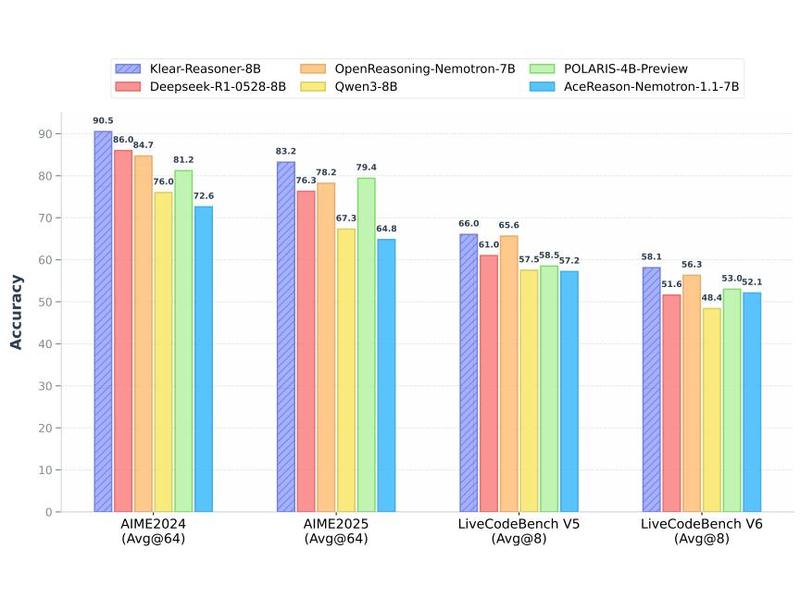 Klear-Reasoner-8B OpenReasoning-Nemotron-7B POLARIS-4B-Preview
Deepseek-R1-0528-8B Qwen3-8B AceReason-Nemotron-1.1-7B
Accuracy
90
80
70
60
50
40
30
20
10
0
90.5 86.0 84.7 76.0 81.2 72.6
83.2 76.3 78.2 67.3 79.4 64.8
66.0 61.0 65.6 57.5 58.5 57.2
58.1 51.6 56.3 48.4 53.0 52.1
AIME2024 AIME2025 LiveCodeBench V5 LiveCodeBench V6
(Avg@64) (Avg@64) (Avg@8) (Avg@8)